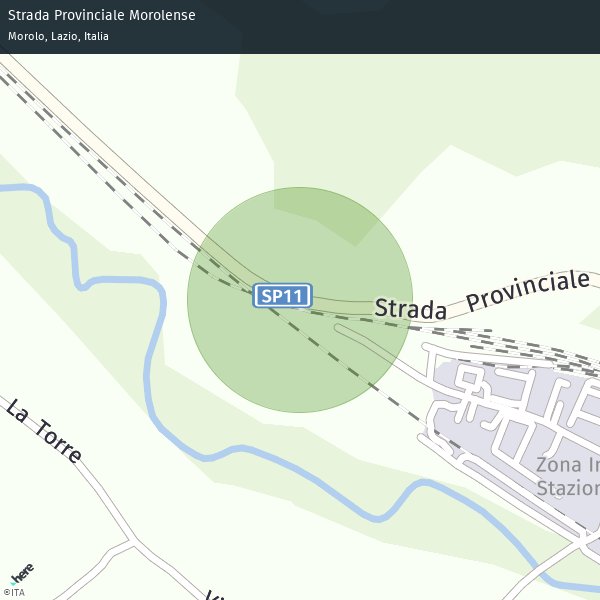 Strada Provinciale Morolense
Morolo, Lazio, Italia
SP11
Strada Provinciale
La Torre
Zona In
Stazion
here
©ITA